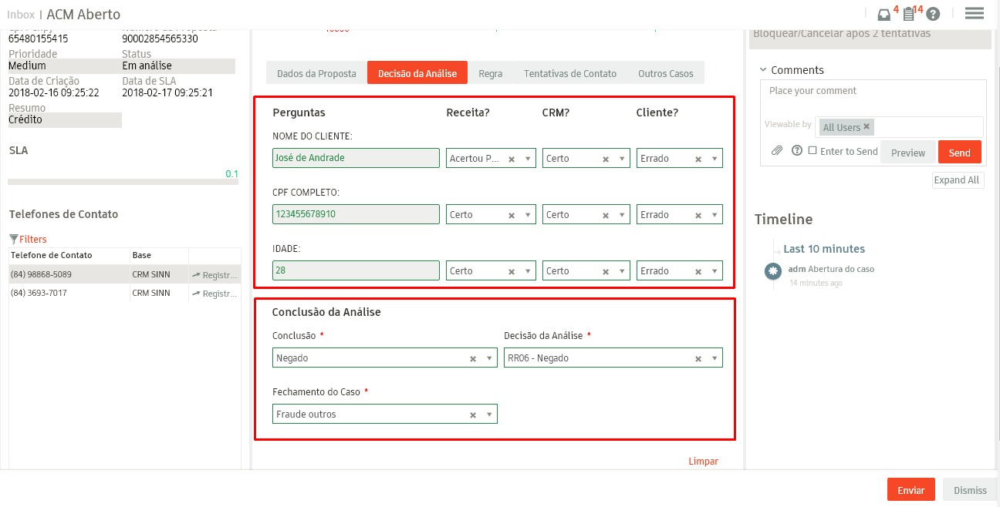 Inbox | ACM Aberto
4 14
65480155415 90002854565330
Prioridade Status
Medium Em análise
Data de Criação Data de SLA
2018-02-16 09:25:22 2018-02-17 09:25:21
Resumo
Crédito
SLA
0.1
Telefones de Contato
Filters
Telefone de Contato Base
(84) 98868-5089 CRM SINN Registr...
(84) 3693-7017 CRM SINN Registr...
Dados da Proposta Decisão da Análise Regra Tentativas de Contato Outros Casos
Perguntas Receita? CRM? Cliente?
NOME DO CLIENTE:
José de Andrade Acertou P... Certo Errado
CPF COMPLETO:
123455678910 Certo Certo Errado
IDADE:
28 Certo Certo Errado
Conclusão da Análise
Conclusão * Decisão da Análise *
Negado RR06 - Negado
Fechamento do Caso *
Fraude outros
Limpar
Bloquear/Cancelar apos 2 tentativas
Comments
Place your comment
Viewable by All Users
Enter to Send Preview Send
Expand All
Timeline
Last 10 minutes
adm Abertura do caso
14 minutes ago
Enviar Dismiss